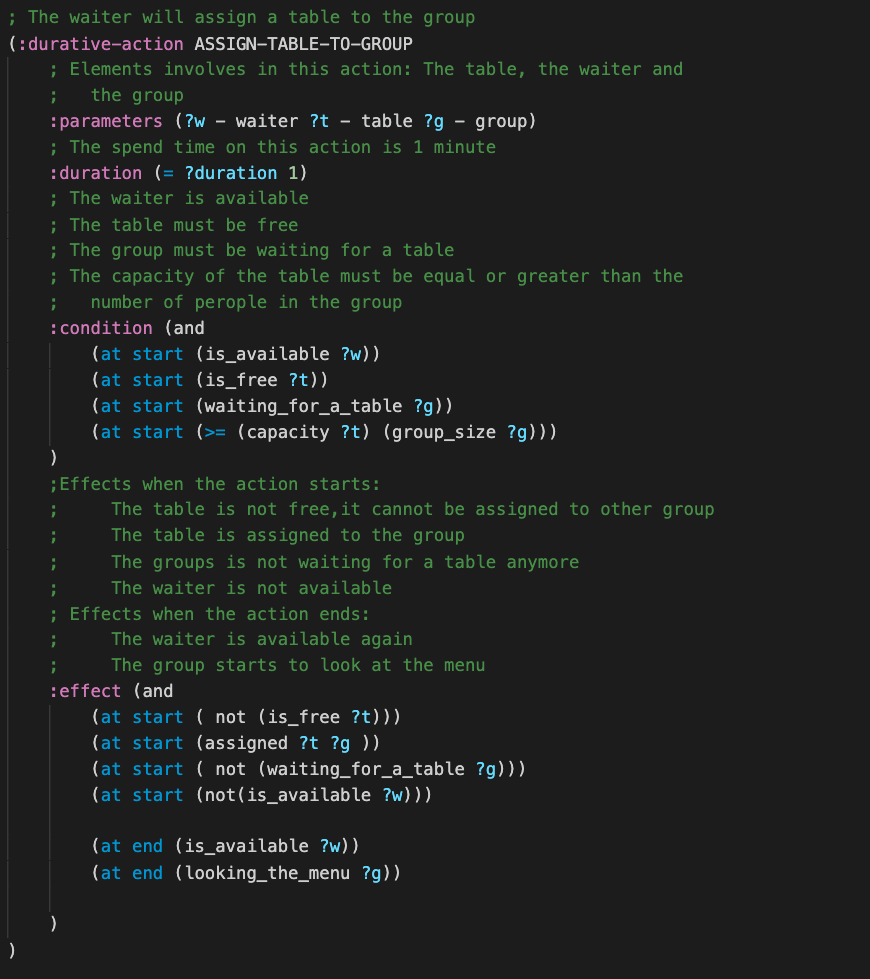 ; The waiter will assign a table to the group
(:durative-action ASSIGN-TABLE-TO-GROUP
    ; Elements involves in this action: The table, the waiter and
    ;   the group
    :parameters (?w - waiter ?t - table ?g - group)
    ; The spend time on this action is 1 minute
    :duration (= ?duration 1)
    ; The waiter is available
    ; The table must be free
    ; The group must be waiting for a table
    ; The capacity of the table must be equal or greater than the
    ;   number of perople in the group
    :condition (and
        (at start (is_available ?w))
        (at start (is_free ?t))
        (at start (waiting_for_a_table ?g))
        (at start (>= (capacity ?t) (group_size ?g)))
    )
    ;Effects when the action starts:
    ;     The table is not free,it cannot be assigned to other group
    ;     The table is assigned to the group
    ;     The groups is not waiting for a table anymore
    ;     The waiter is not available
    ; Effects when the action ends:
    ;     The waiter is available again
    ;     The group starts to look at the menu
    :effect (and
        (at start ( not (is_free ?t)))
        (at start (assigned ?t ?g ))
        (at start ( not (waiting_for_a_table ?g)))
        (at start (not(is_available ?w)))

        (at end (is_available ?w))
        (at end (looking_the_menu ?g))

    )
)